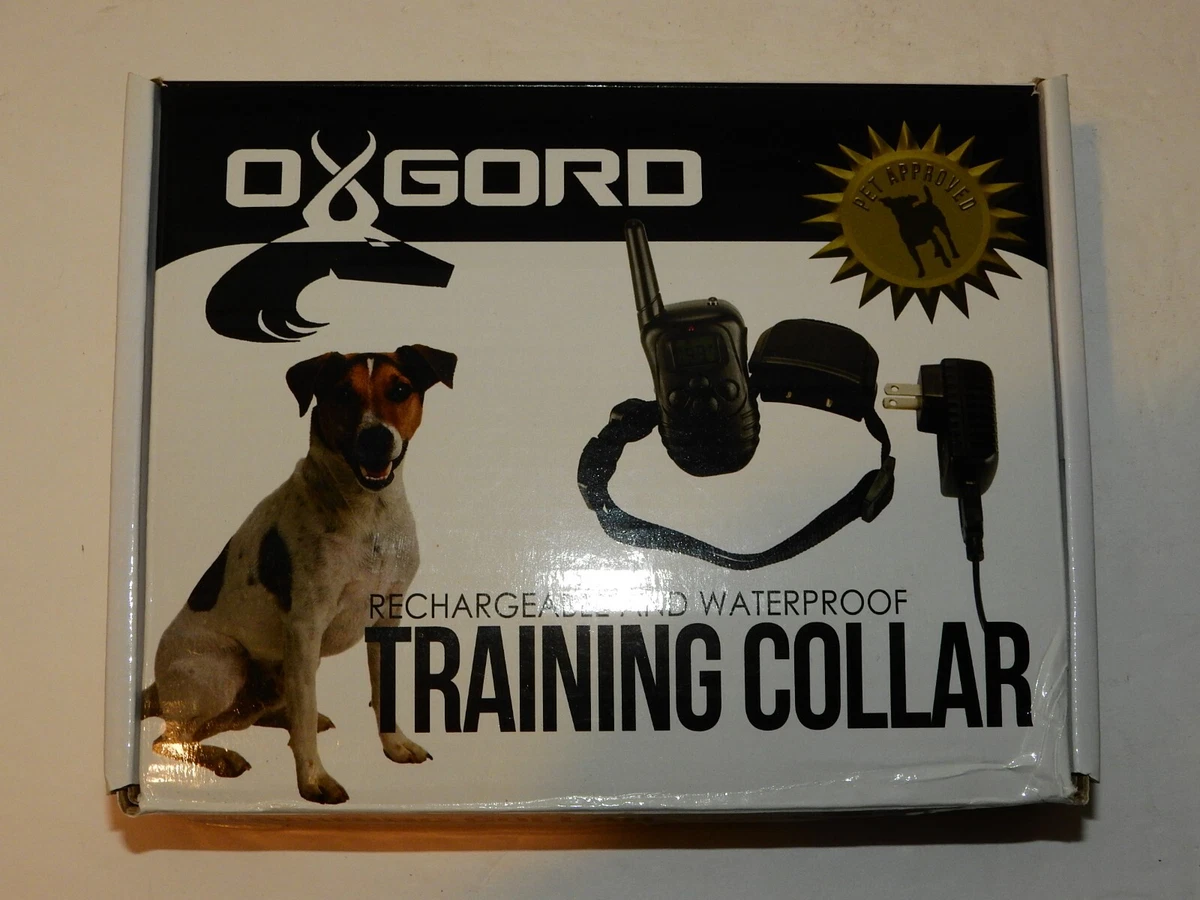 OXGORD
PET APPROVED
RECHARGEABLE AND WATERPROOF
TRAINING COLLAR